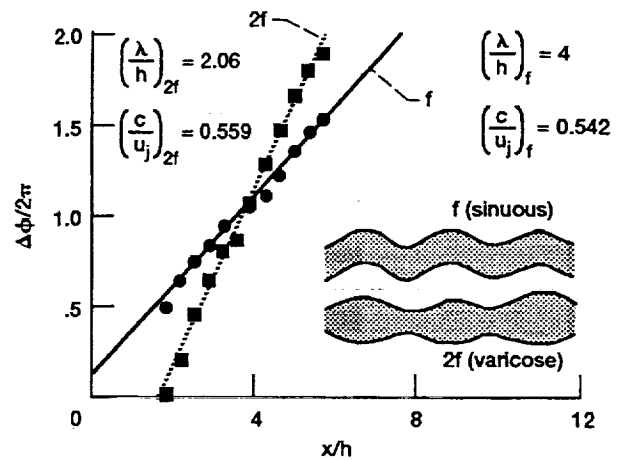 2.0
1.5
1.0
.5
0
4
8
12
Δϕ/2π
x/h
2f
f
(λ/h)2f = 2.06
(c/uj)2f = 0.559
(λ/h)f = 4
(c/uj)f = 0.542
f (sinuous)
2f (varicose)